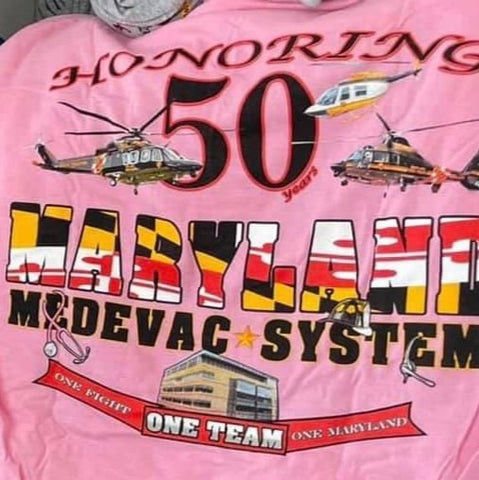 HONORING
50
Years
MARYLAND
MEDEVAC SYSTEM
ONE FIGHT ONE TEAM ONE MARYLAND